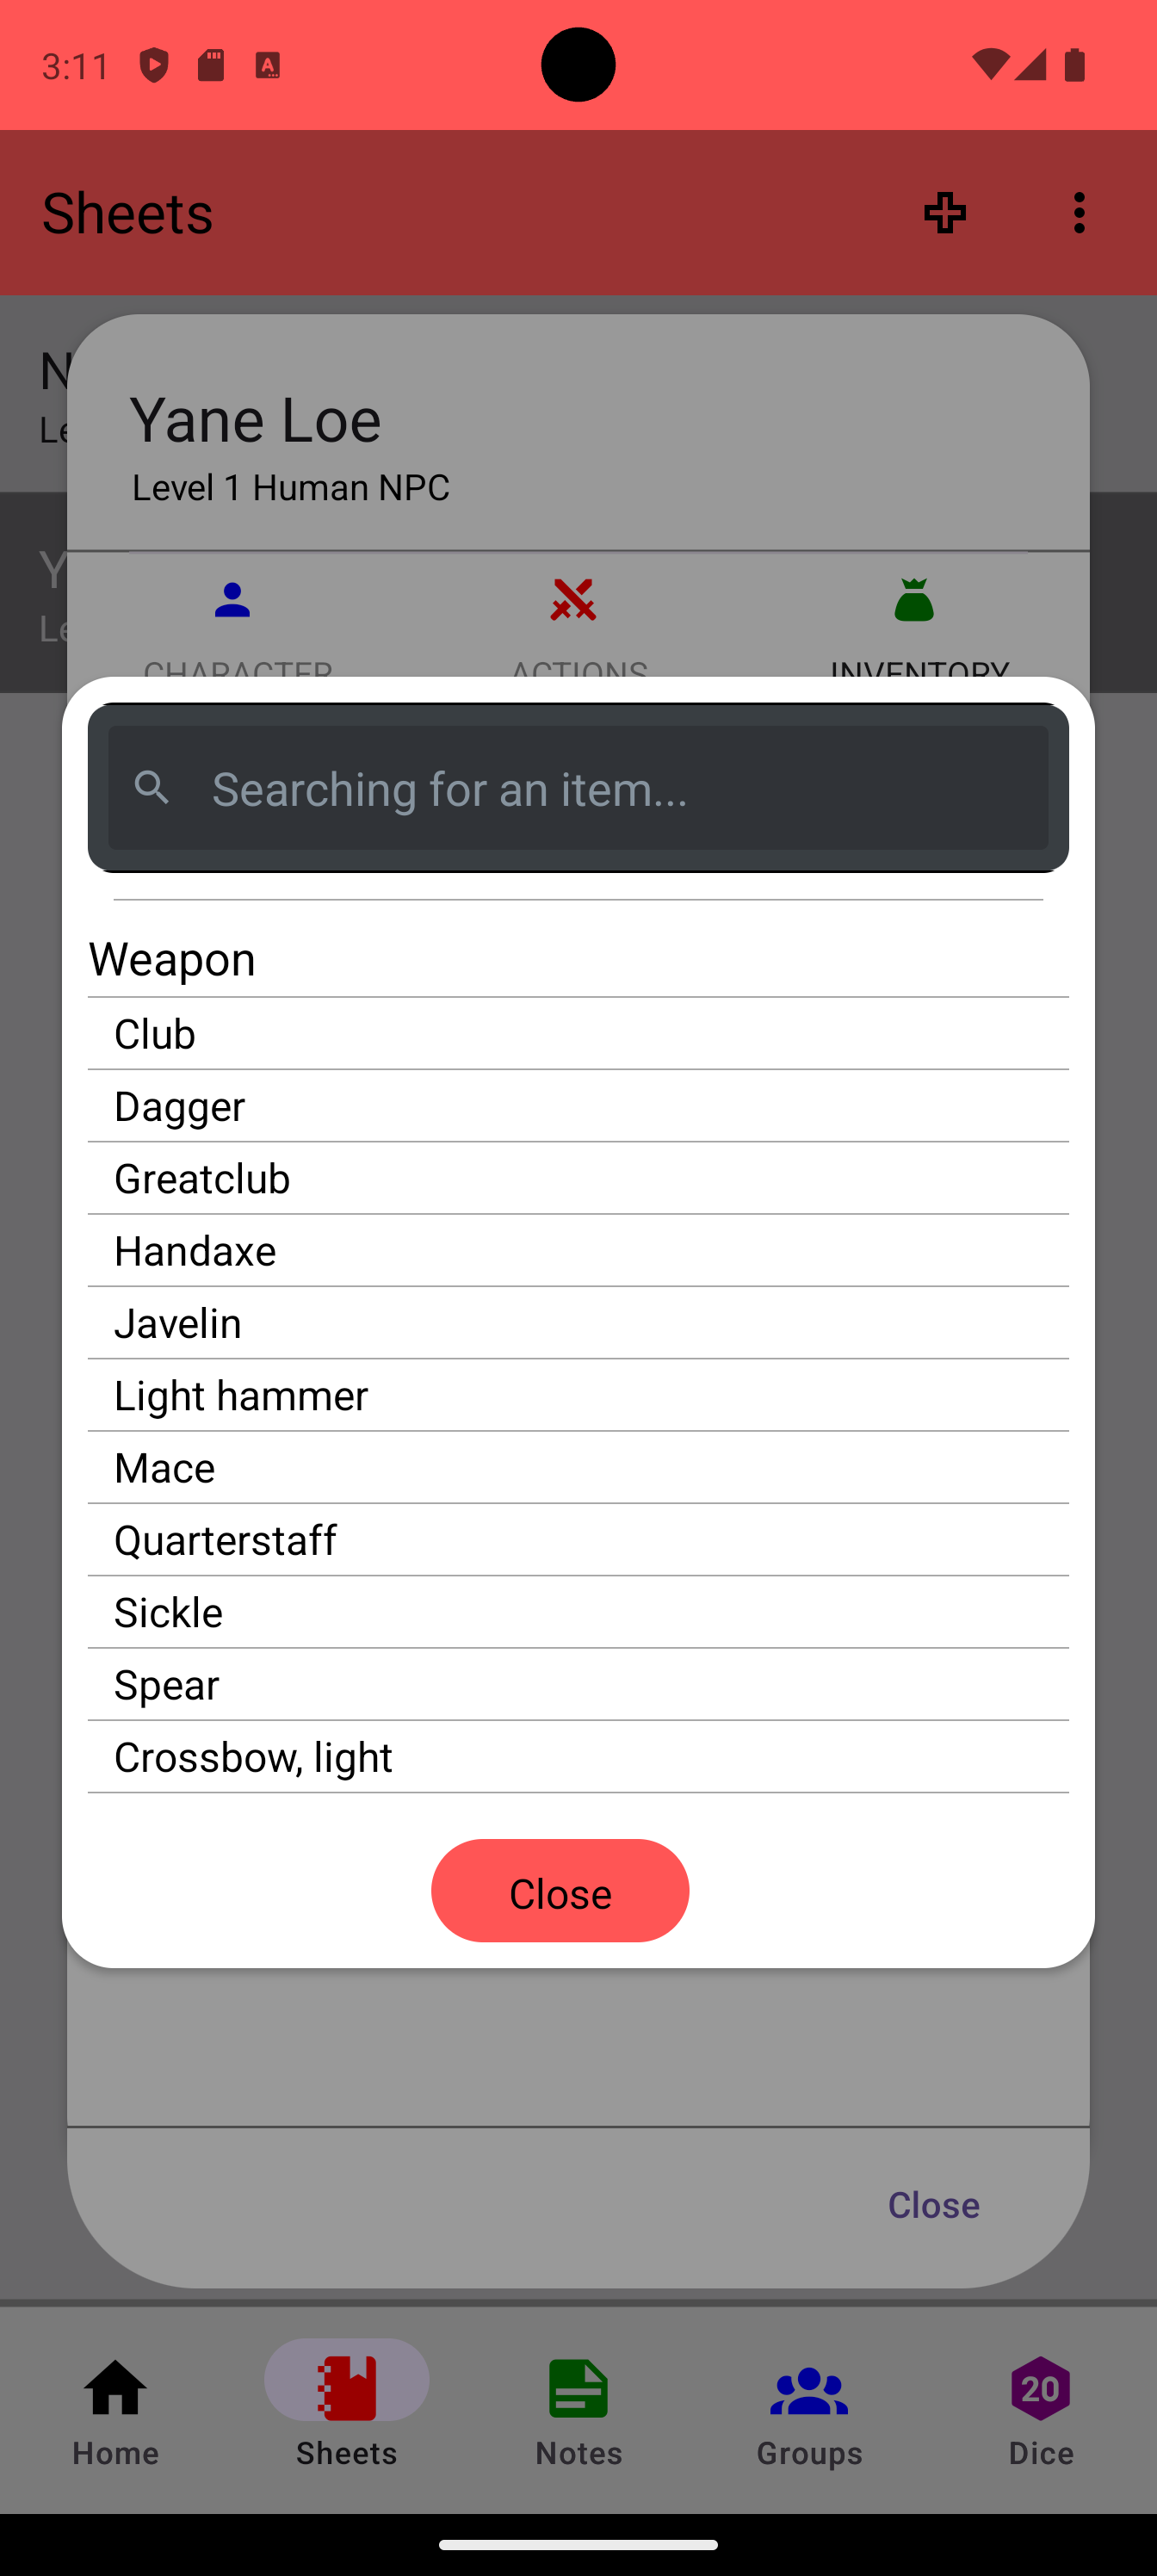 3:11
Sheets
N
Le
Yane Loe
Level 1 Human NPC
Y
Le
CHARACTER ACTIONS INVENTORY
Searching for an item...
Weapon
Club
Dagger
Greatclub
Handaxe
Javelin
Light hammer
Mace
Quarterstaff
Sickle
Spear
Crossbow, light
Close
Close
20
Home Sheets Notes Groups Dice